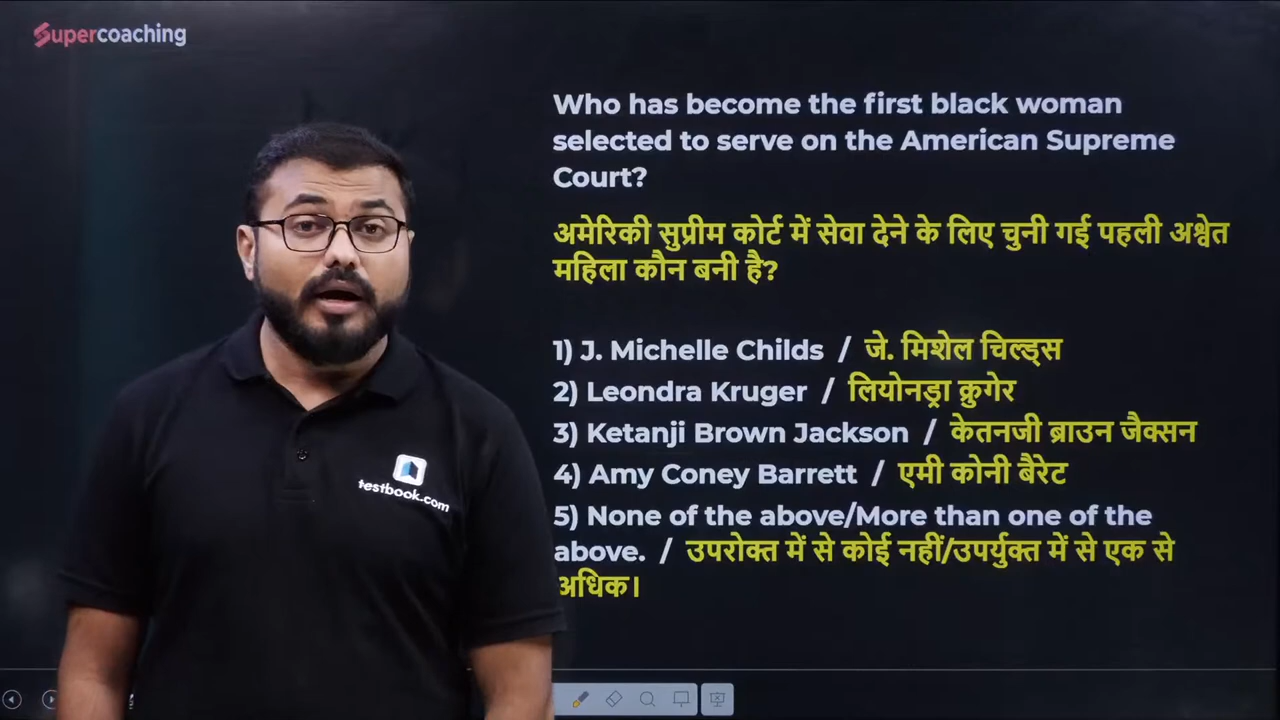 Supercoaching
Who has become the first black woman
selected to serve on the American Supreme
Court?
अमेरिकी सुप्रीम कोर्ट में सेवा देने के लिए चुनी गई पहली अश्वेत
महिला कौन बनी है?
1) J. Michelle Childs / जे. मिशेल चिल्ड्स
2) Leondra Kruger / लियोनड्रा क्रुगेर
3) Ketanji Brown Jackson / केतनजी ब्राउन जैक्सन
4) Amy Coney Barrett / एमी कोनी बैरेट
5) None of the above/More than one of the
above. / उपरोक्त में से कोई नहीं/उपर्युक्त में से एक से
अधिक।
testbook.com